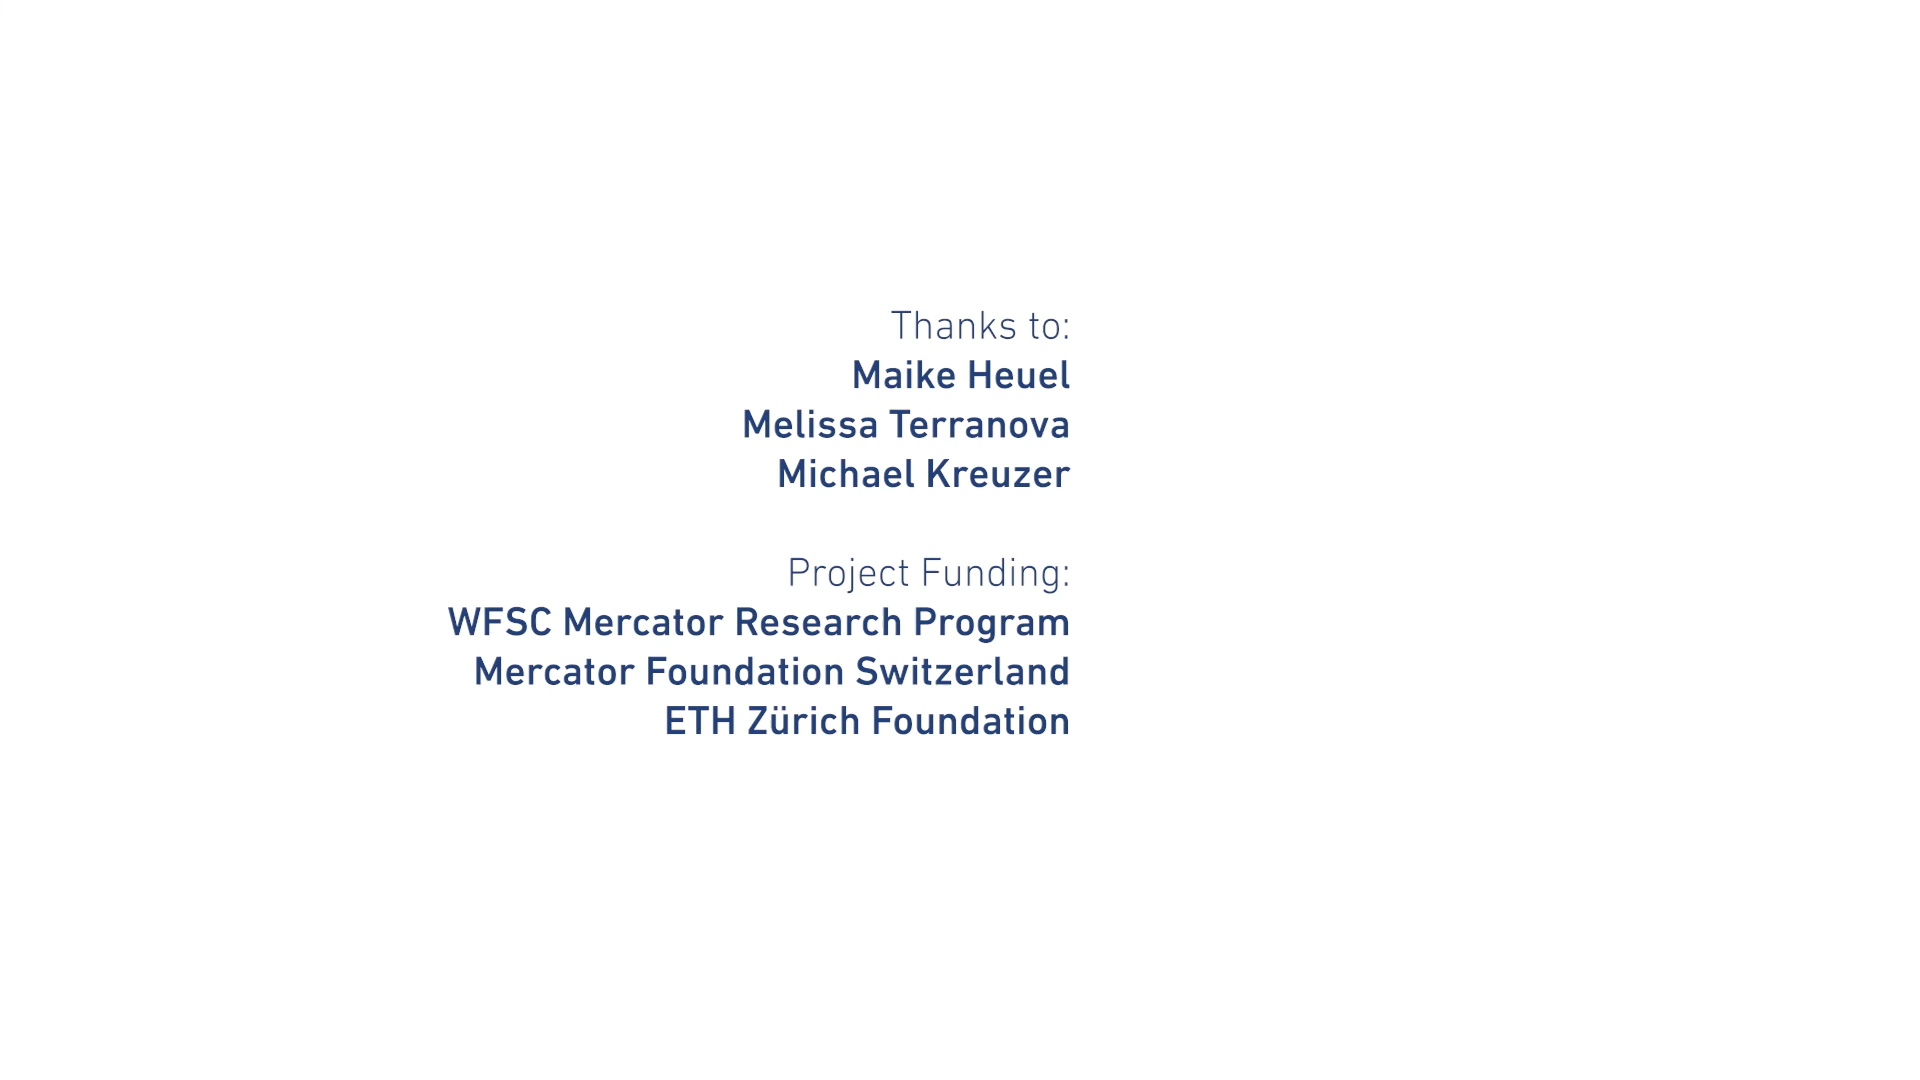 Thanks to:
Maike Heuel
Melissa Terranova
Michael Kreuzer
Project Funding:
WFSC Mercator Research Program
Mercator Foundation Switzerland
ETH Zürich Foundation